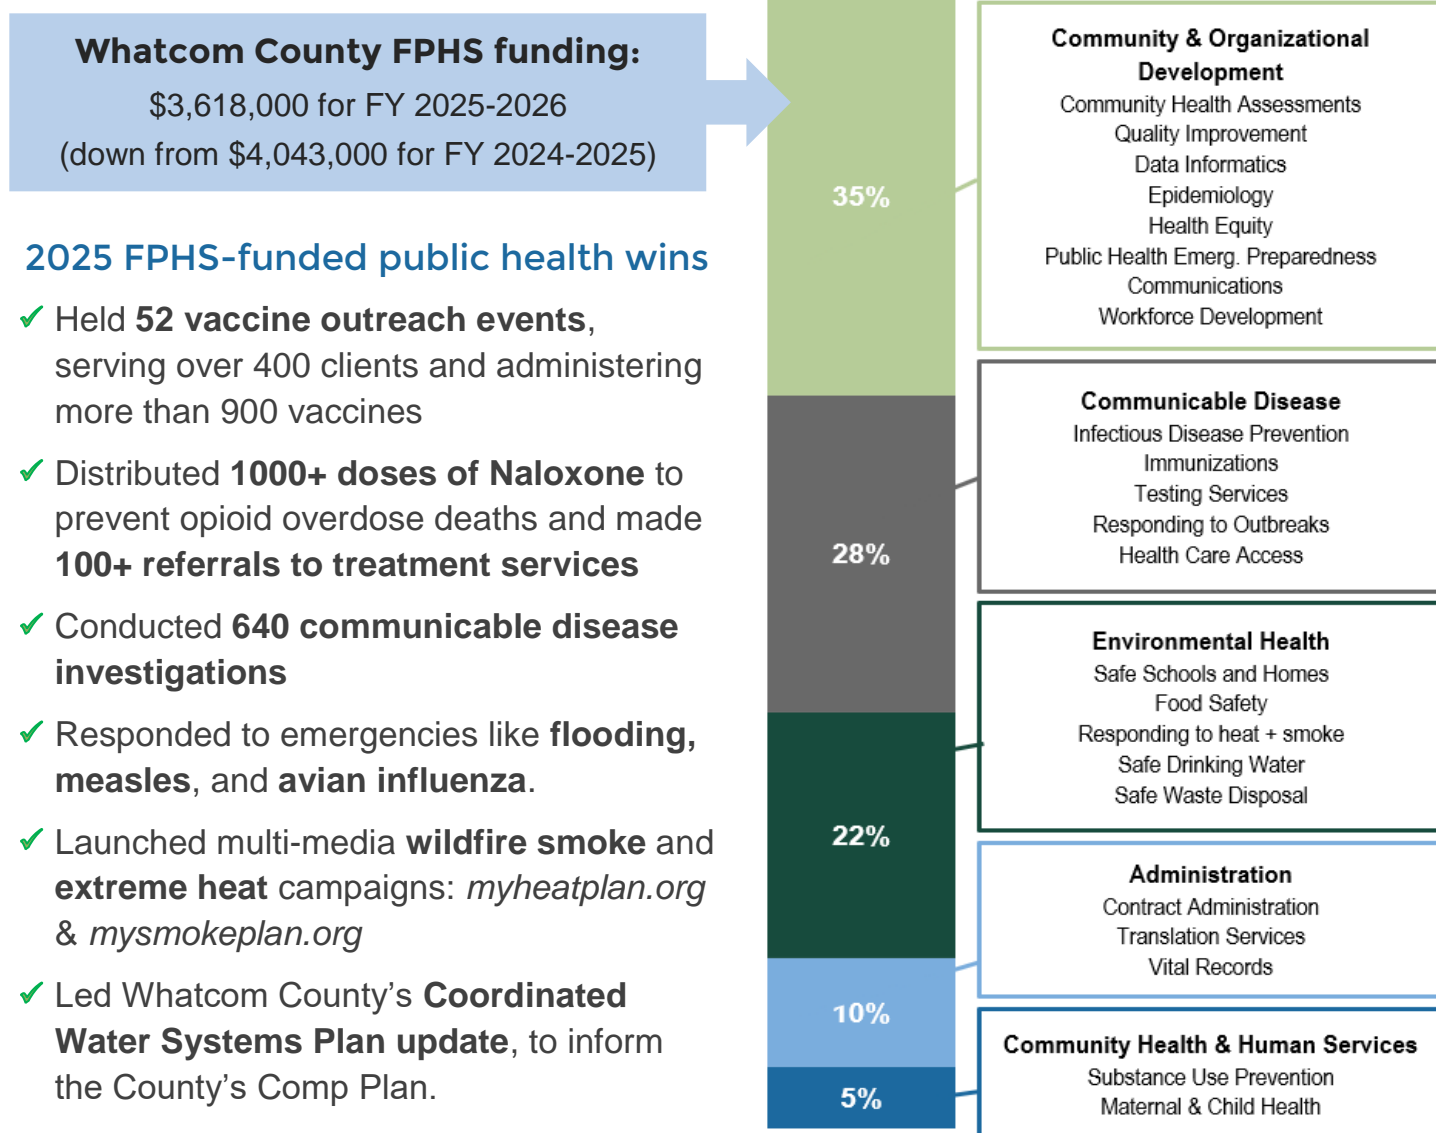 Whatcom County FPHS funding:
$3,618,000 for FY 2025-2026
(down from $4,043,000 for FY 2024-2025)
2025 FPHS-funded public health wins
✓ Held 52 vaccine outreach events,
serving over 400 clients and administering
more than 900 vaccines
✓ Distributed 1000+ doses of Naloxone to
prevent opioid overdose deaths and made
100+ referrals to treatment services
✓ Conducted 640 communicable disease
investigations
✓ Responded to emergencies like flooding,
measles, and avian influenza.
✓ Launched multi-media wildfire smoke and
extreme heat campaigns: myheatplan.org
& mysmokeplan.org
✓ Led Whatcom County’s Coordinated
Water Systems Plan update, to inform
the County’s Comp Plan.
35%
28%
22%
10%
5%
Community & Organizational
Development
Community Health Assessments
Quality Improvement
Data Informatics
Epidemiology
Health Equity
Public Health Emerg. Preparedness
Communications
Workforce Development
Communicable Disease
Infectious Disease Prevention
Immunizations
Testing Services
Responding to Outbreaks
Health Care Access
Environmental Health
Safe Schools and Homes
Food Safety
Responding to heat + smoke
Safe Drinking Water
Safe Waste Disposal
Administration
Contract Administration
Translation Services
Vital Records
Community Health & Human Services
Substance Use Prevention
Maternal & Child Health